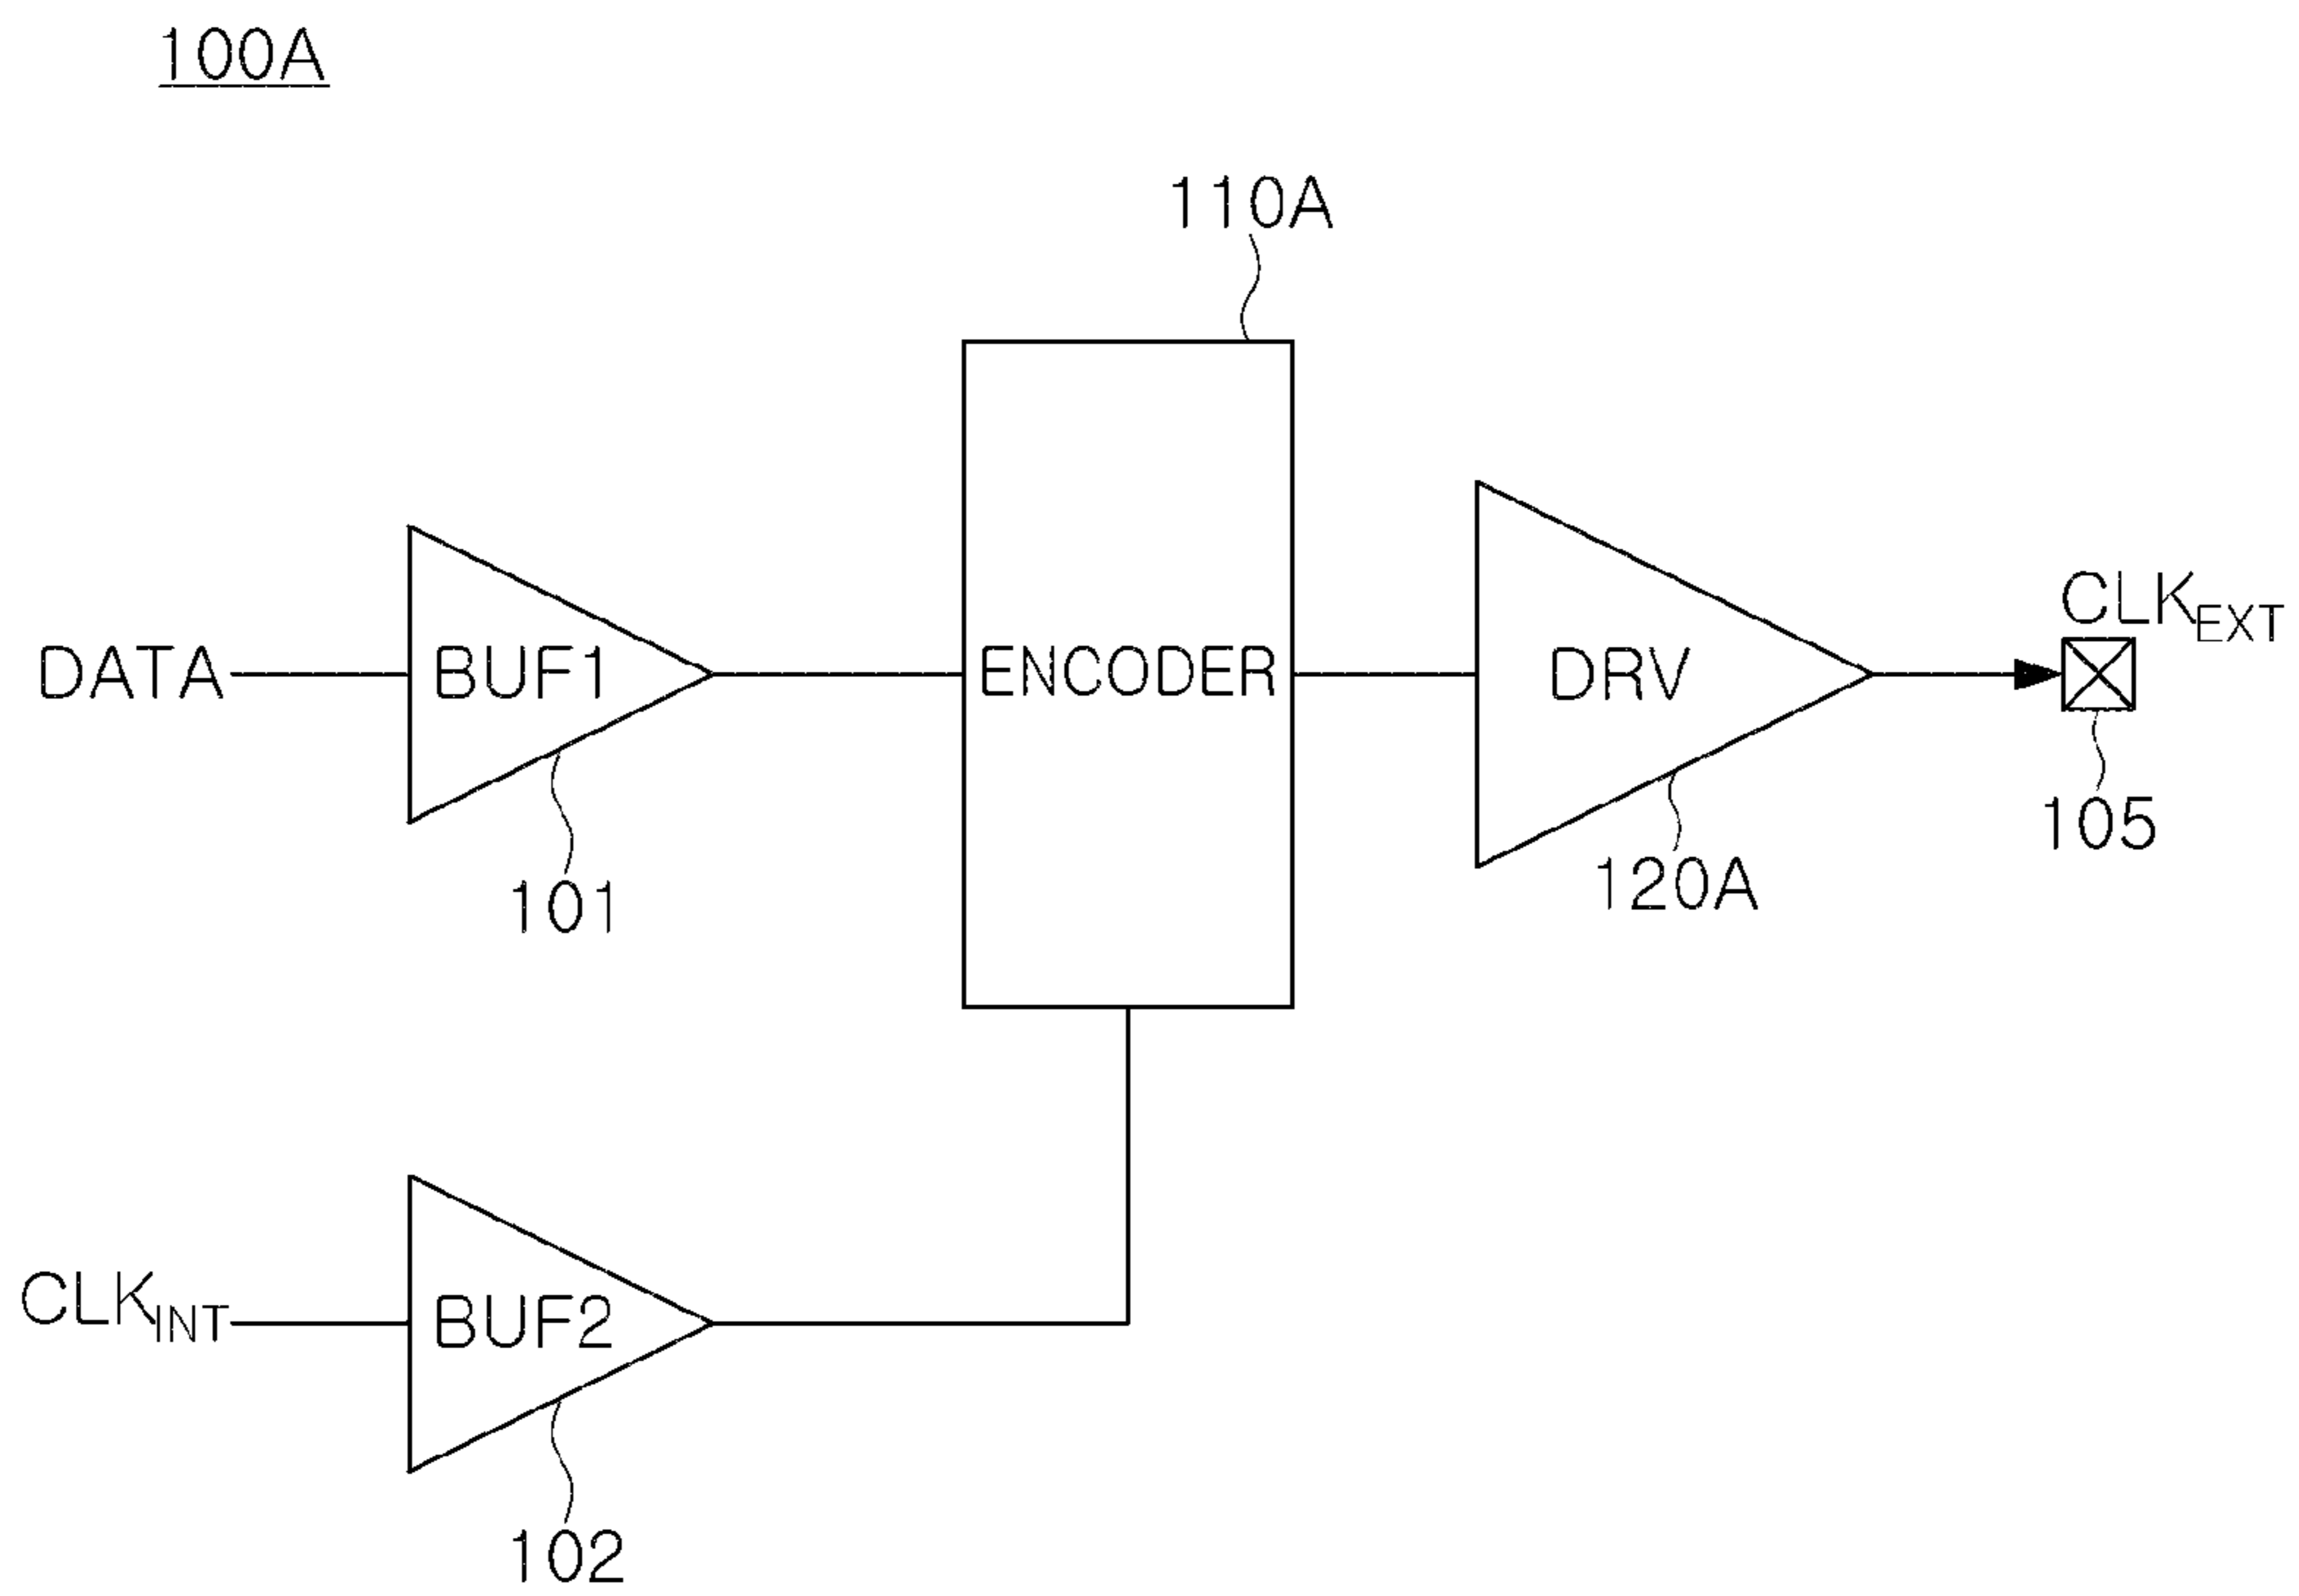 100A
110A
CLKEXT
DATA
BUF1
ENCODER
DRV
105
120A
101
CLKINT
BUF2
102